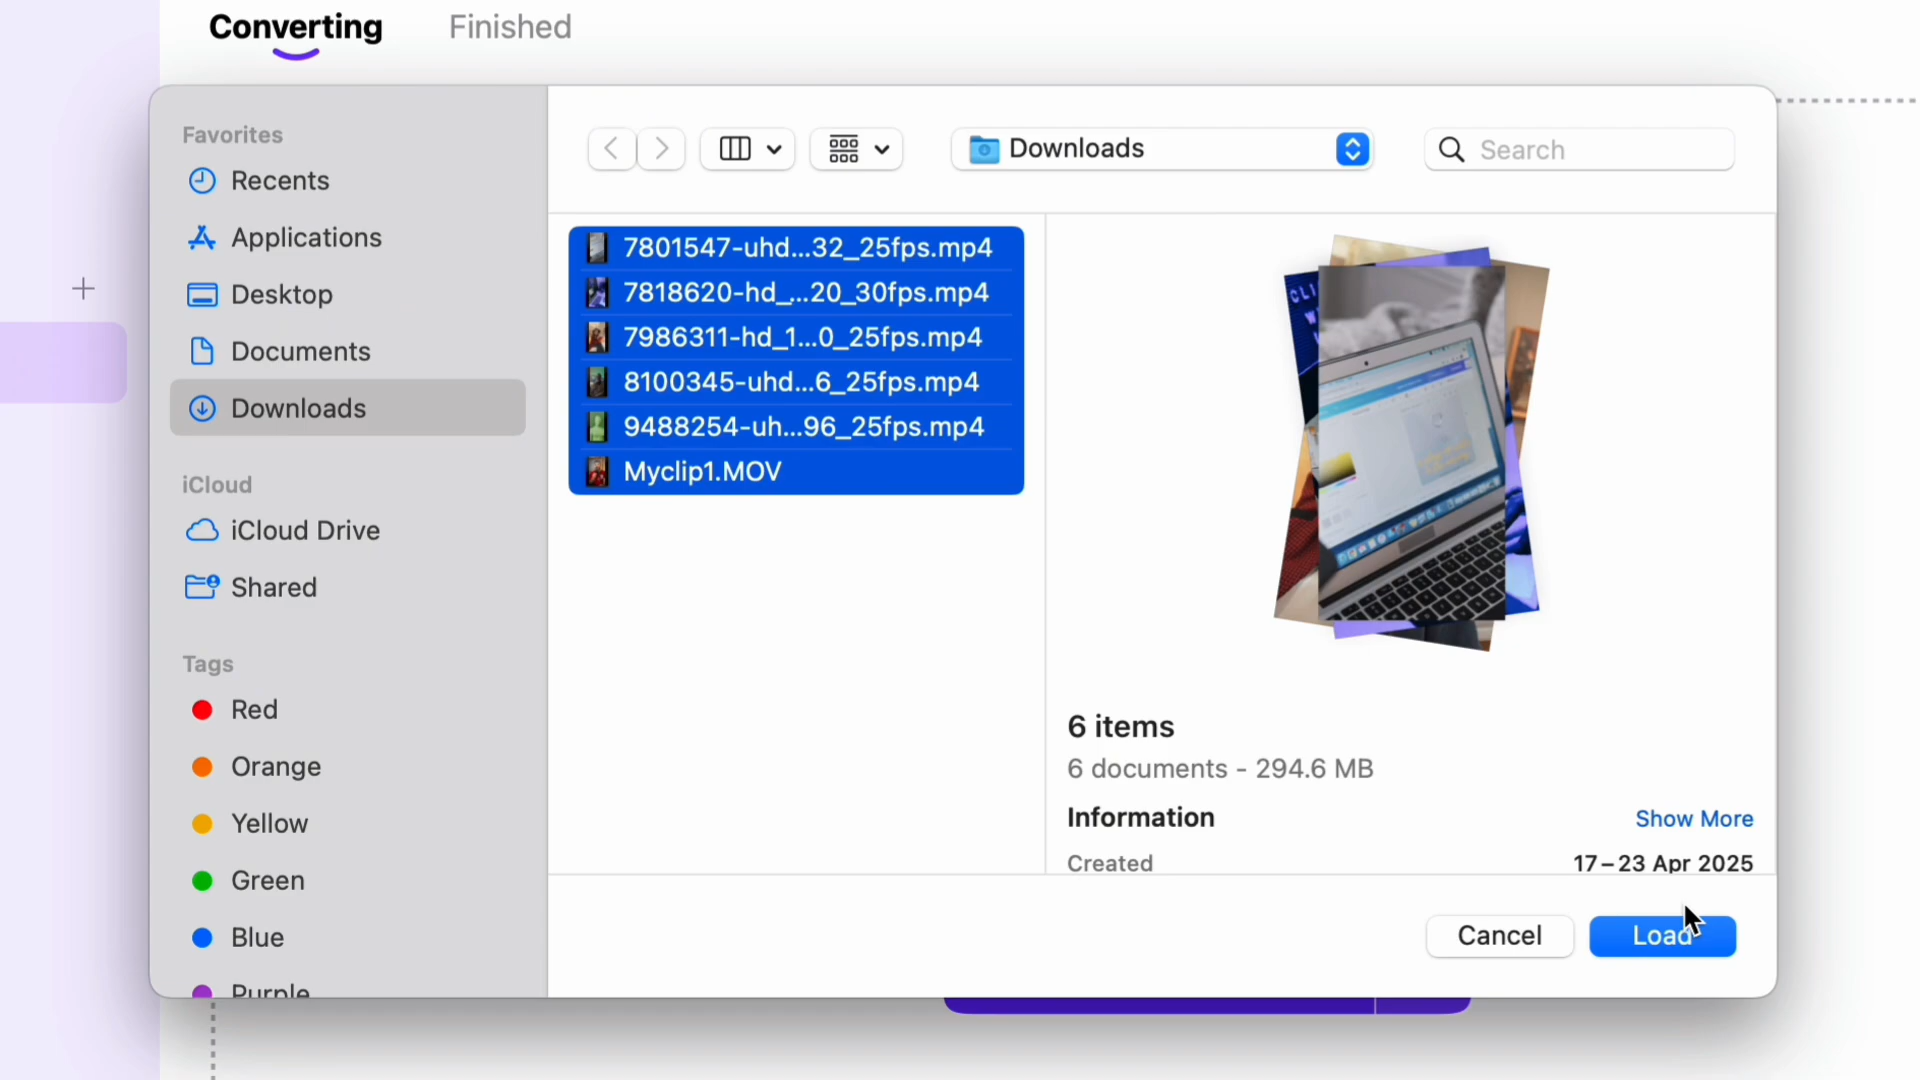 Converting
Finished
Favorites
Recents
Applications
Desktop
Documents
Downloads
iCloud
iCloud Drive
Shared
Tags
Red
Orange
Yellow
Green
Blue
Purple
Downloads
Search
7801547-uhd...32_25fps.mp4
7818620-hd_...20_30fps.mp4
7986311-hd_1...0_25fps.mp4
8100345-uhd...6_25fps.mp4
9488254-uh...96_25fps.mp4
Myclip1.MOV
6 items
6 documents - 294.6 MB
Information
Show More
Created
17–23 Apr 2025
Cancel
Load